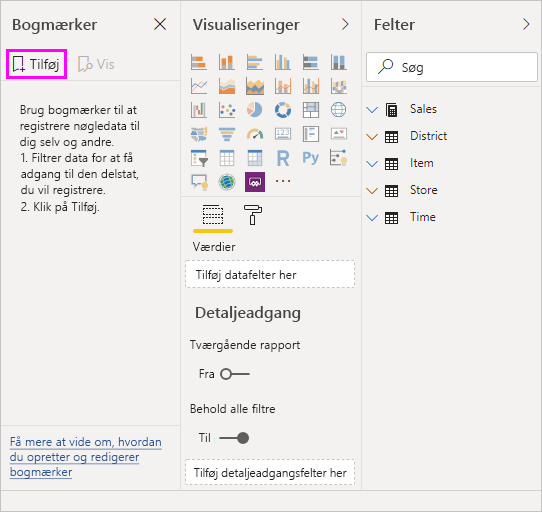 Bogmærker
Tilføj
Vis
Brug bogmærker til at
registrere nøgledata til
dig selv og andre.
1. Filtrer data for at få
adgang til den delstat,
du vil registrere.
2. Klik på Tilføj.
Få mere at vide om, hvordan
du opretter og redigerer
bogmærker
Visualiseringer
123
R
Py
Værdier
Tilføj datafelter her
Detaljeadgang
Tværgående rapport
Fra
Behold alle filtre
Til
Tilføj detaljeadgangsfelter her
Felter
Søg
Sales
District
Item
Store
Time